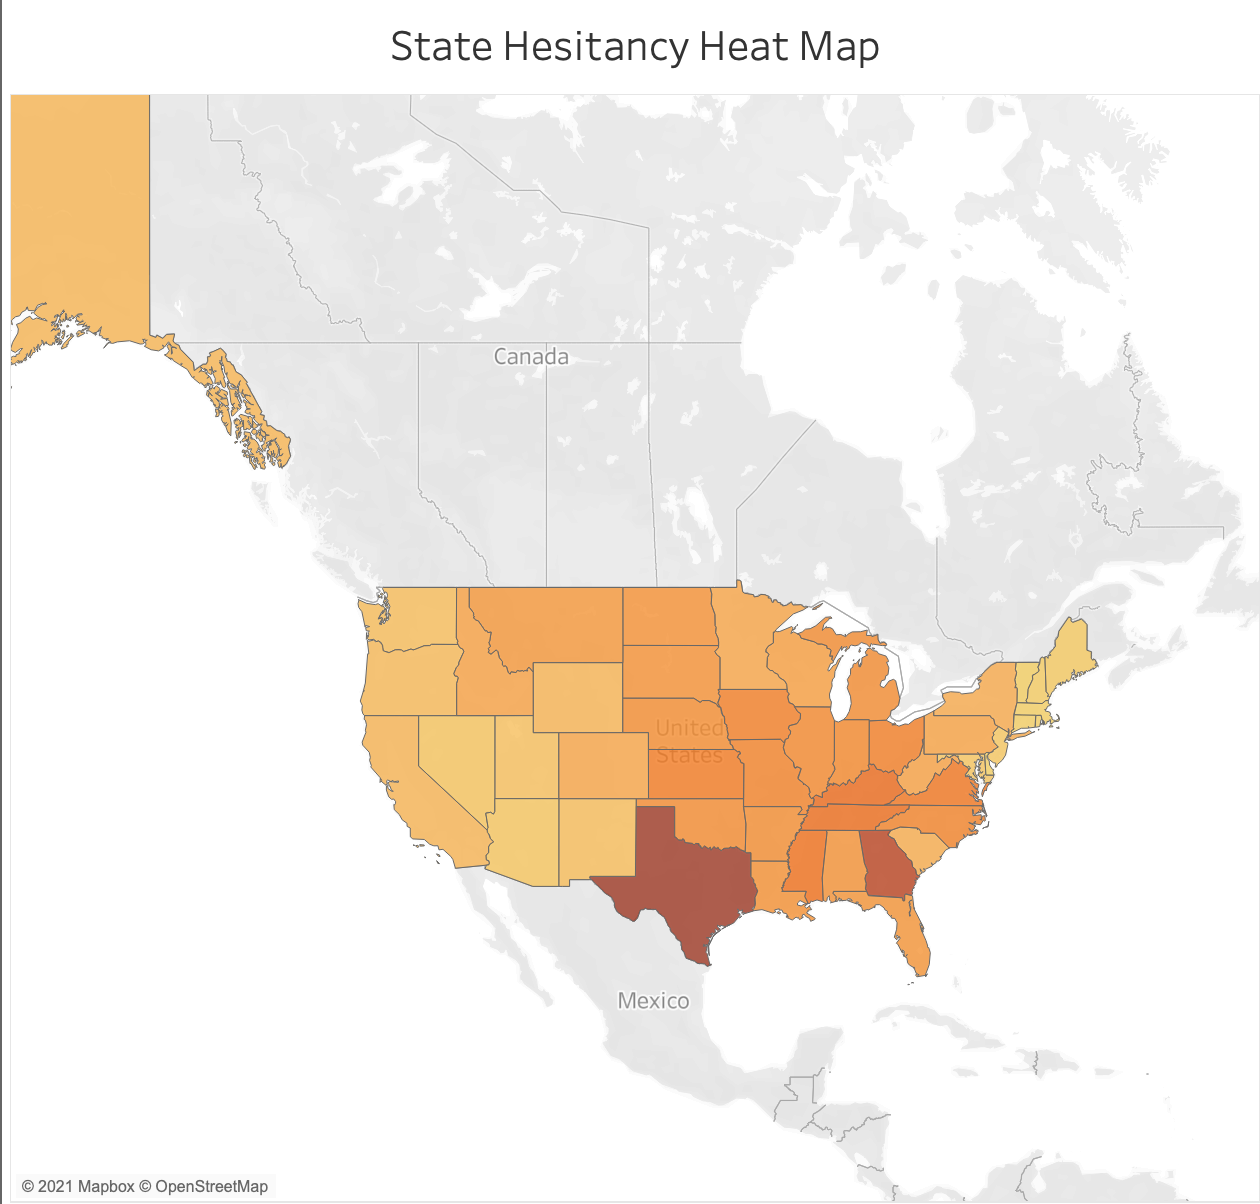 State Hesitancy Heat Map
Canada
United
States
Mexico
© 2021 Mapbox © OpenStreetMap